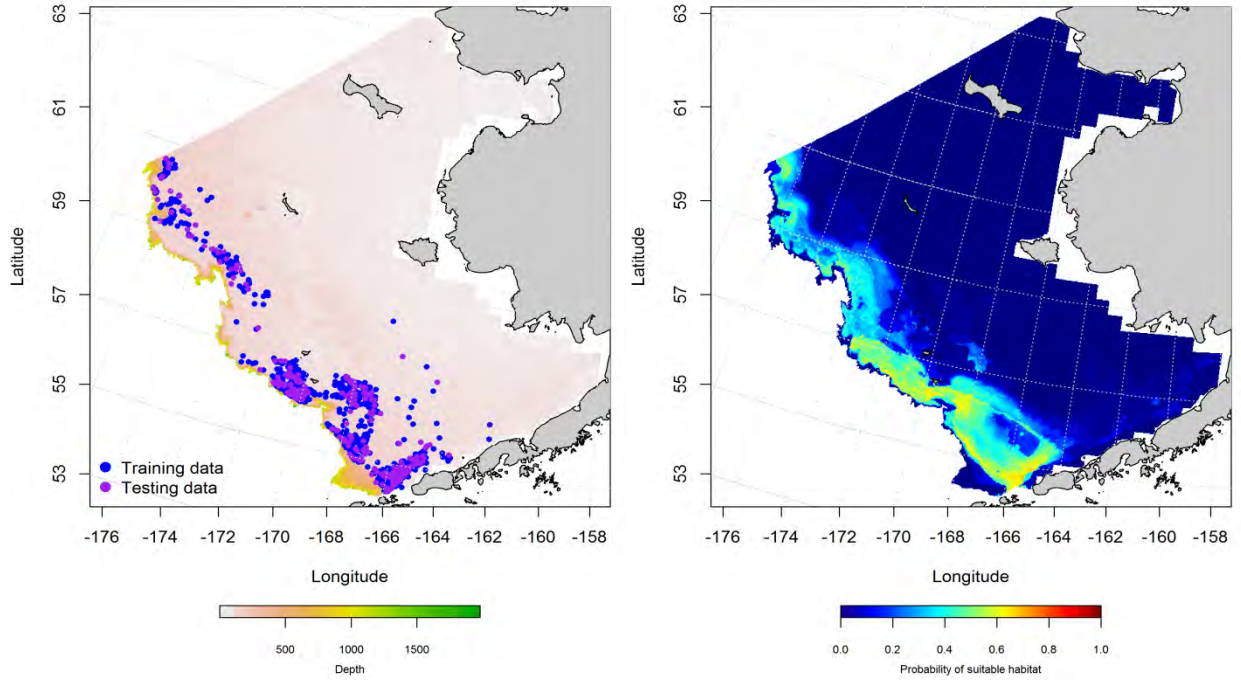 63
61
59
57
55
53
Latitude
Training data
Testing data
-176 -174 -172 -170 -168 -166 -164 -162 -160 -158
Longitude
500 1000 1500
Depth
63
61
59
57
55
53
Latitude
-176 -174 -172 -170 -168 -166 -164 -162 -160 -158
Longitude
0.0 0.2 0.4 0.6 0.8 1.0
Probability of suitable habitat